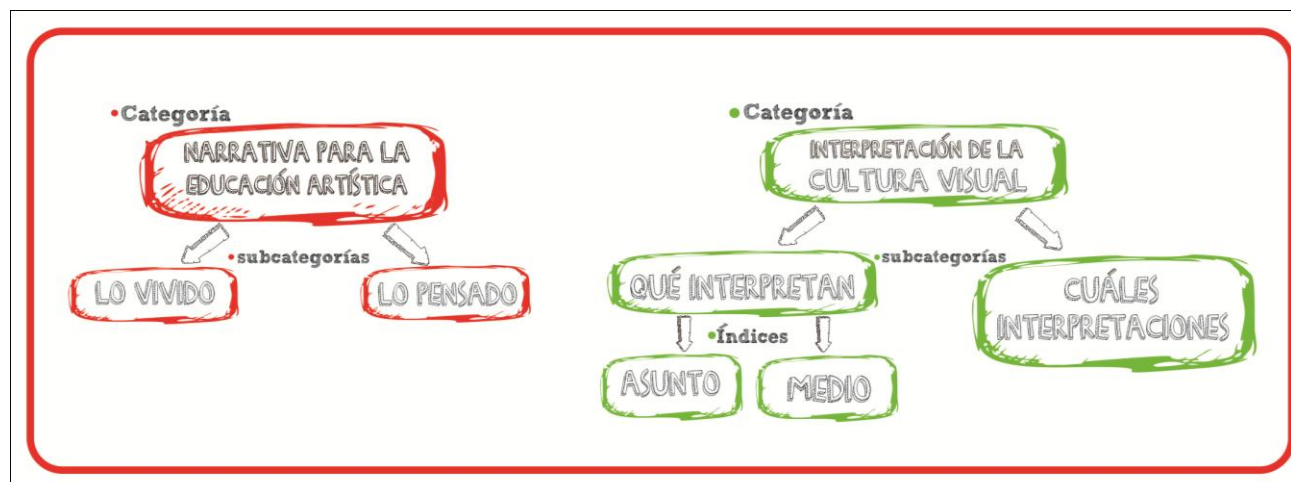 •Categoría
NARRATIVA PARA LA
EDUCACIÓN ARTÍSTICA
•subcategorías
LO VIVIDO
LO PENSADO
•Categoría
INTERPRETACIÓN DE LA
CULTURA VISUAL
•subcategorías
QUÉ INTERPRETAN
CUÁLES
INTERPRETACIONES
•Índices
ASUNTO
MEDIO